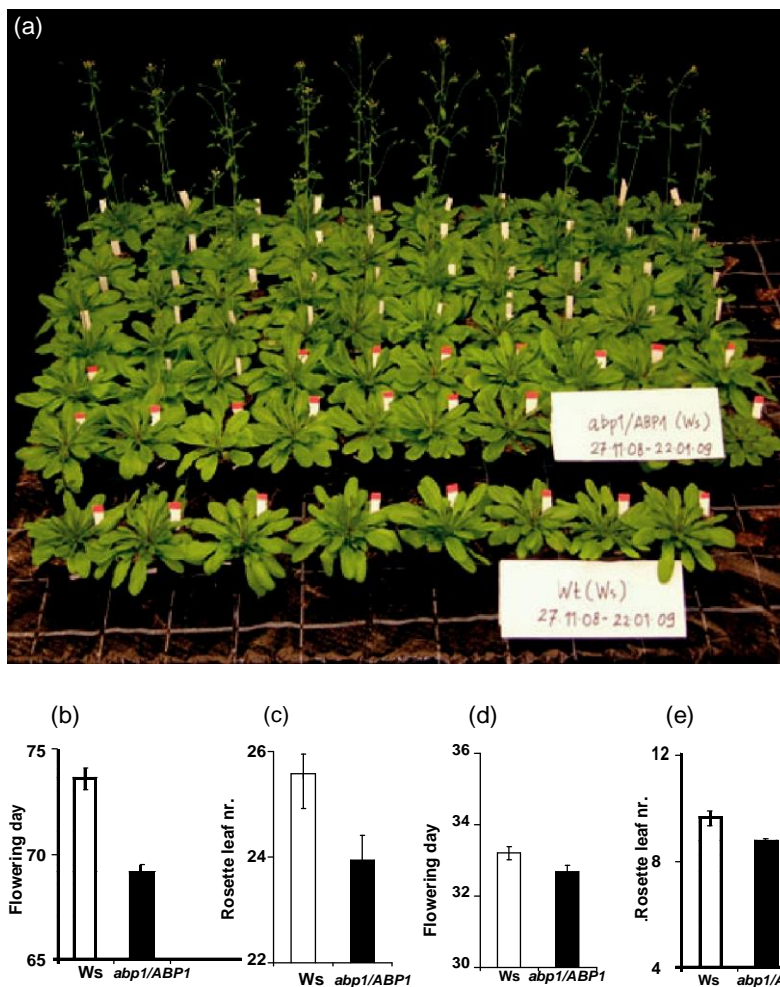 (a)
abp1/ABP1 (Ws)
27·11·08-22·01·09
Wt (Ws)
27·11·08-22·01·09
(b)
75
70
65
Flowering day
Ws abp1/ABP1
(c)
26
24
22
Rosette leaf nr.
Ws abp1/ABP1
(d)
36
33
30
Flowering day
Ws abp1/ABP1
(e)
12
8
4
.Rosette leaf nr.
Ws abp1/A